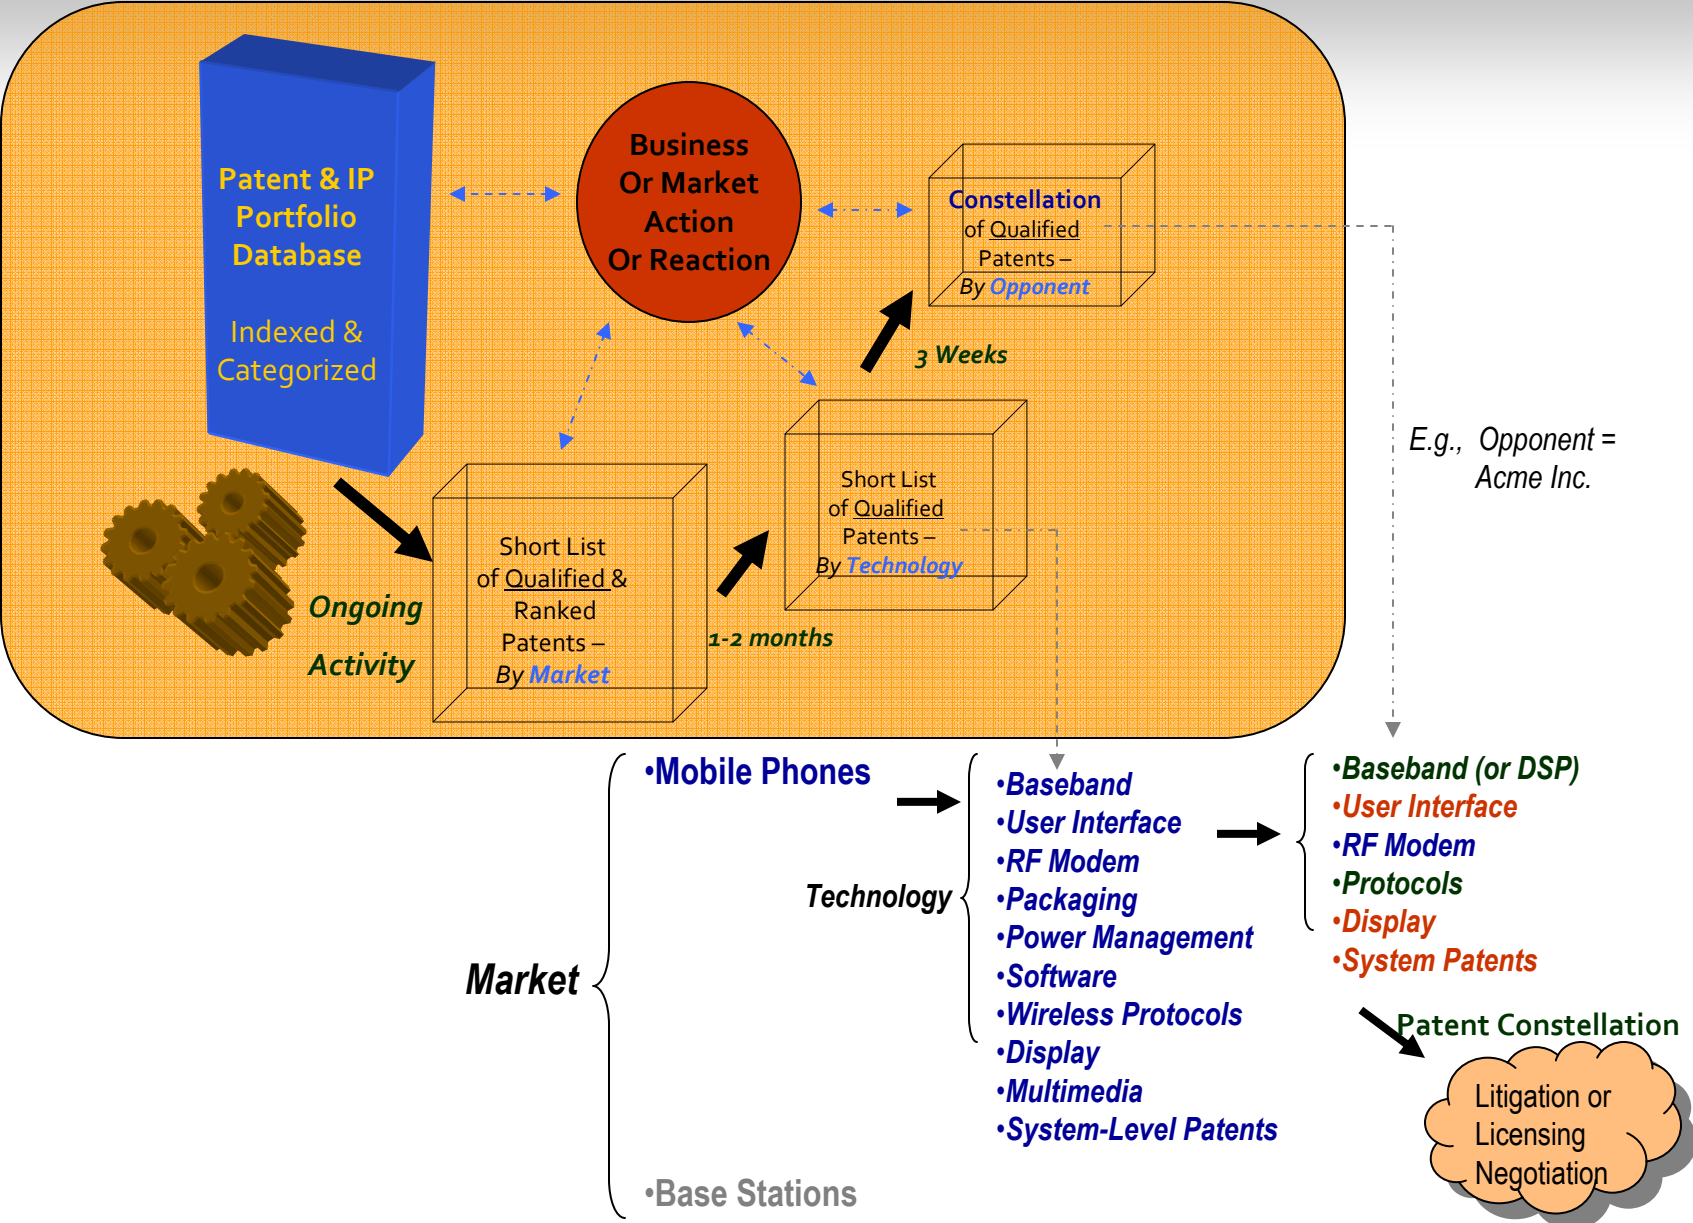 Patent & IP
Portfolio
Database
Indexed &
Categorized
Business
Or Market
Action
Or Reaction
Constellation
of Qualified
Patents –
By Opponent
3 Weeks
Short List
of Qualified
Patents –
By Technology
1-2 months
Short List
of Qualified &
Ranked
Patents –
By Market
Ongoing
Activity
E.g., Opponent =
Acme Inc.
Market
•Mobile Phones
•Base Stations
Technology
•Baseband
•User Interface
•RF Modem
•Packaging
•Power Management
•Software
•Wireless Protocols
•Display
•Multimedia
•System-Level Patents
•Baseband (or DSP)
•User Interface
•RF Modem
•Protocols
•Display
•System Patents
Patent Constellation
Litigation or
Licensing
Negotiation